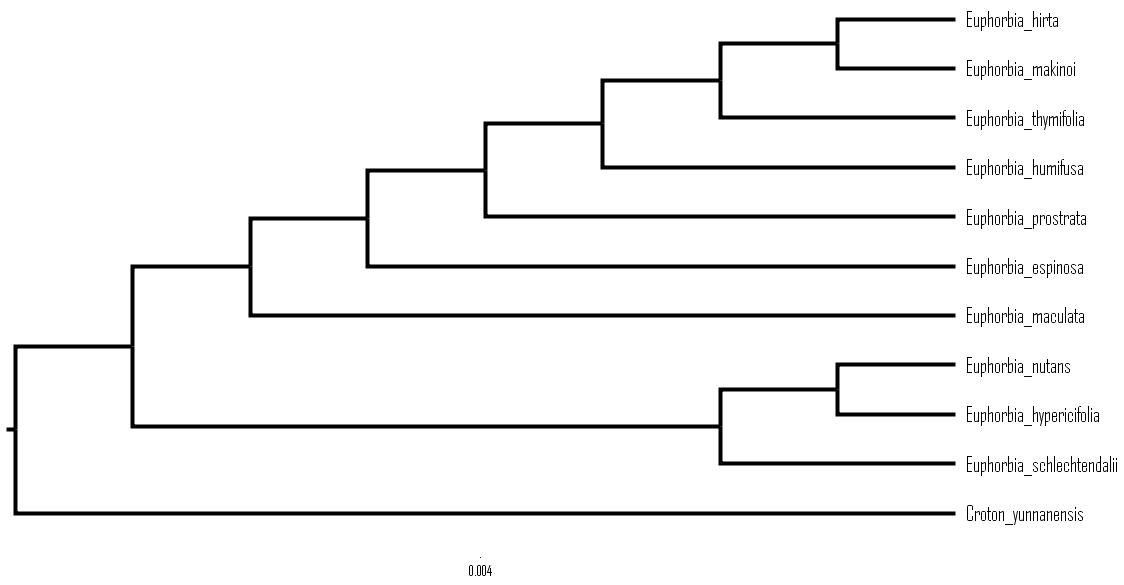 Euphorbia_hirta
Euphorbia_makinoi
Euphorbia_thymifolia
Euphorbia_humifusa
Euphorbia_prostrata
Euphorbia_espinosa
Euphorbia_maculata
Euphorbia_nutans
Euphorbia_hypericifolia
Euphorbia_schlechtendalii
Croton_yunnanensis
0.004